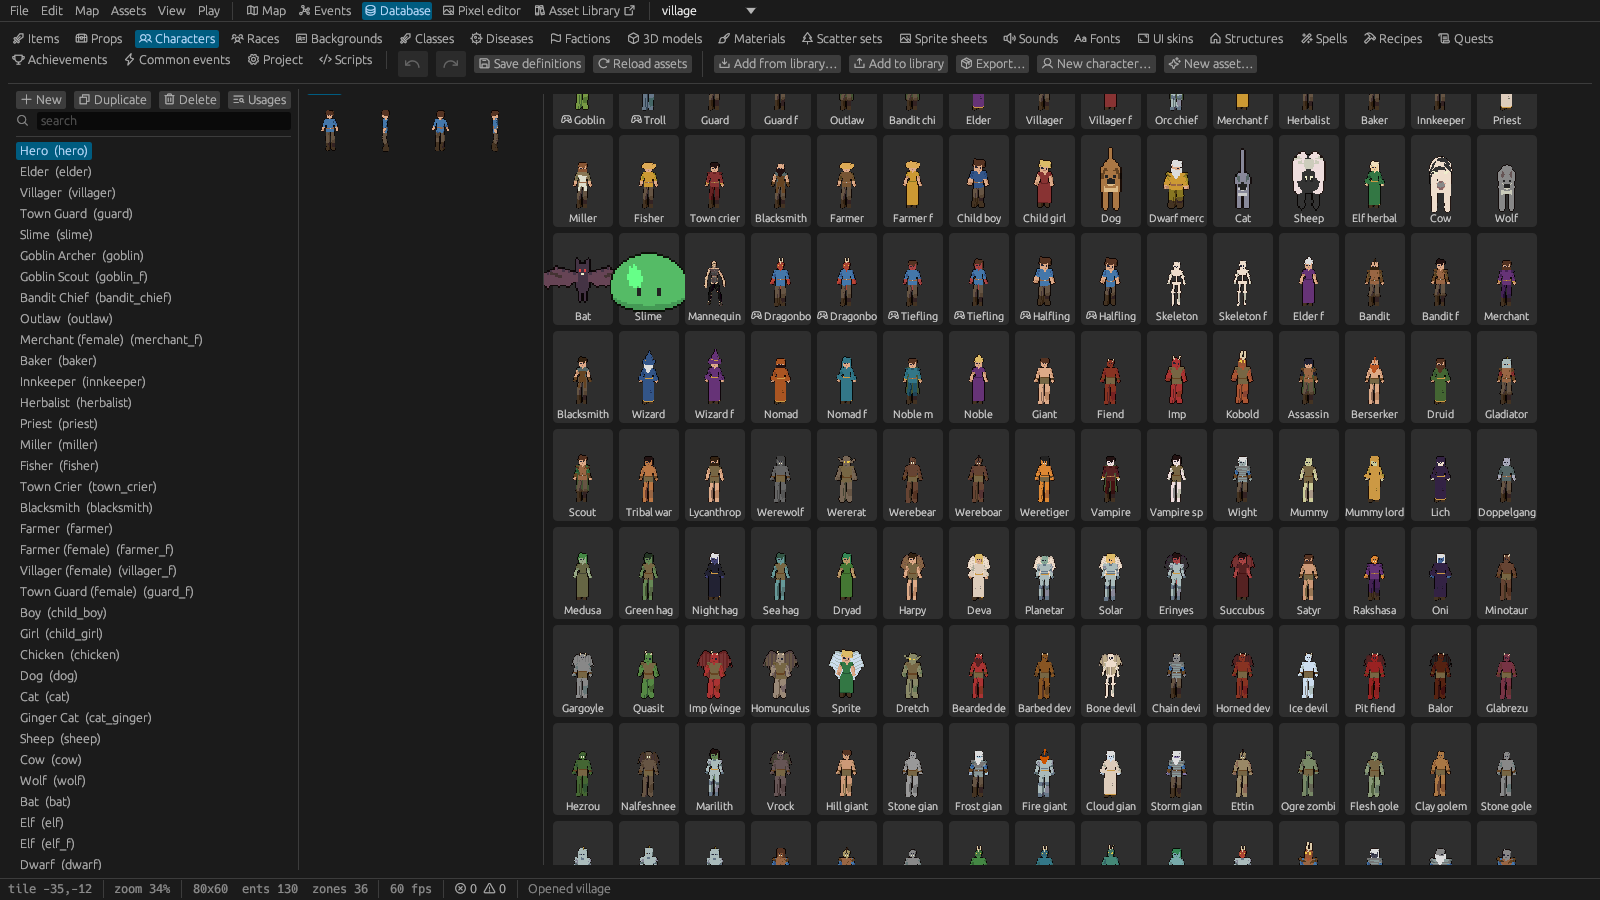 File Edit Map Assets View Play Map Events Database Pixel editor Asset Library village
Items Props Characters Races Backgrounds Classes Diseases Factions 3D models Materials Scatter sets Sprite sheets Sounds Fonts UI skins Structures Spells Recipes Quests
Achievements Common events Project Scripts Save definitions Reload assets Add from library... Add to library Export... New character... New asset...
New Duplicate Delete Usages
search
Hero (hero)
Elder (elder)
Villager (villager)
Town Guard (guard)
Slime (slime)
Goblin Archer (goblin)
Goblin Scout (goblin_f)
Bandit Chief (bandit_chief)
Outlaw (outlaw)
Merchant (female) (merchant_f)
Baker (baker)
Innkeeper (innkeeper)
Herbalist (herbalist)
Priest (priest)
Miller (miller)
Fisher (fisher)
Town Crier (town_crier)
Blacksmith (blacksmith)
Farmer (farmer)
Farmer (female) (farmer_f)
Villager (female) (villager_f)
Town Guard (female) (guard_f)
Boy (child_boy)
Girl (child_girl)
Chicken (chicken)
Dog (dog)
Cat (cat)
Ginger Cat (cat_ginger)
Sheep (sheep)
Cow (cow)
Wolf (wolf)
Bat (bat)
Elf (elf)
Elf (elf_f)
Dwarf (dwarf)
Goblin Troll Guard Guard f Outlaw Bandit chi Elder Villager Villager f Orc chief Merchant f Herbalist Baker Innkeeper Priest
Miller Fisher Town crier Blacksmith Farmer Farmer f Child boy Child girl Dog Dwarf merc Cat Sheep Elf herbal Cow Wolf
Bat Slime Mannequin Dragonbo Dragonbo Tiefling Tiefling Halfling Halfling Skeleton Skeleton f Elder f Bandit Bandit f Merchant
Blacksmith Wizard Wizard f Nomad Nomad f Noble m Noble Giant Fiend Imp Kobold Assassin Berserker Druid Gladiator
Scout Tribal war Lycanthrop Werewolf Wererat Werebear Wereboar Weretiger Vampire Vampire sp Wight Mummy Mummy lord Lich Doppelgang
Medusa Green hag Night hag Sea hag Dryad Harpy Deva Planetar Solar Erinyes Succubus Satyr Rakshasa Oni Minotaur
Gargoyle Quasit Imp (winge Homunculus Sprite Dretch Bearded de Barbed dev Bone devil Chain devi Horned dev Ice devil Pit fiend Balor Glabrezu
Hezrou Nalfeshnee Marilith Vrock Hill giant Stone gian Frost gian Fire giant Cloud gian Storm gian Ettin Ogre zombi Flesh gole Clay golem Stone gole
tile -35,-12 zoom 34% 80x60 ents 130 zones 36 60 fps 0 0 Opened village